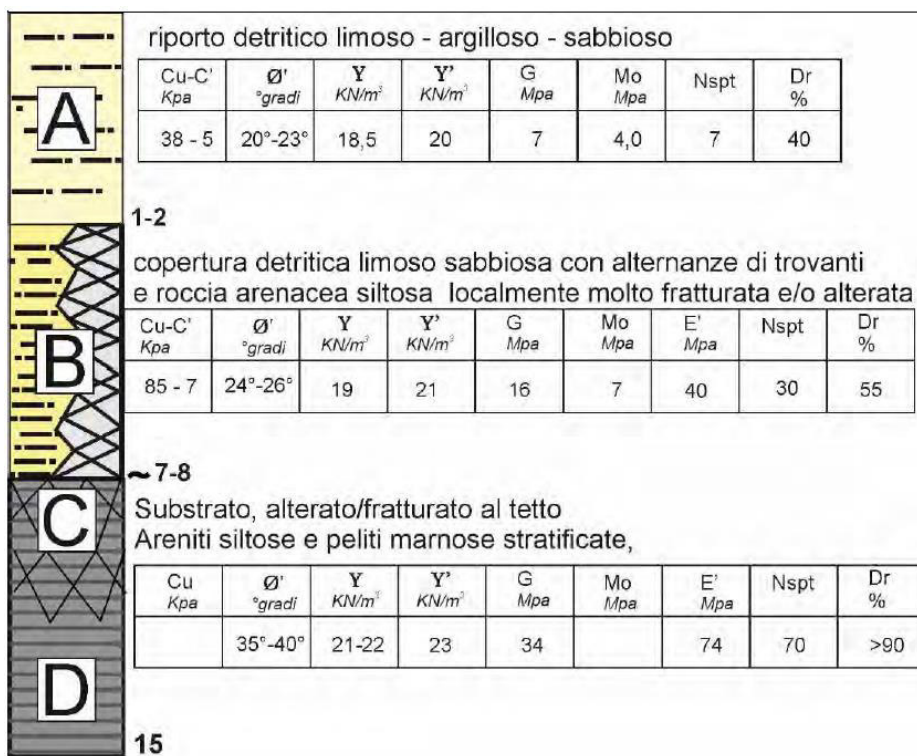 A
riporto detritico limoso - argilloso - sabbioso
Cu-C' Ø' Y Y' G Mo Nspt Dr
Kpa °gradi KN/m³ KN/m³ Mpa Mpa %
38 - 5 20°-23° 18,5 20 7 4,0 7 40
1-2
B
copertura detritica limoso sabbiosa con alternanze di trovanti
e roccia arenacea siltosa localmente molto fratturata e/o alterata
Cu-C' Ø' Y Y' G Mo E' Nspt Dr
Kpa °gradi KN/m³ KN/m³ Mpa Mpa Mpa %
85 - 7 24°-26° 19 21 16 7 40 30 55
~7-8
C
Substrato, alterato/fratturato al tetto
Areniti siltose e peliti marnose stratificate,
Cu Ø' Y Y' G Mo E' Nspt Dr
Kpa °gradi KN/m³ KN/m³ Mpa Mpa Mpa %
35°-40° 21-22 23 34 74 70 >90
D
15